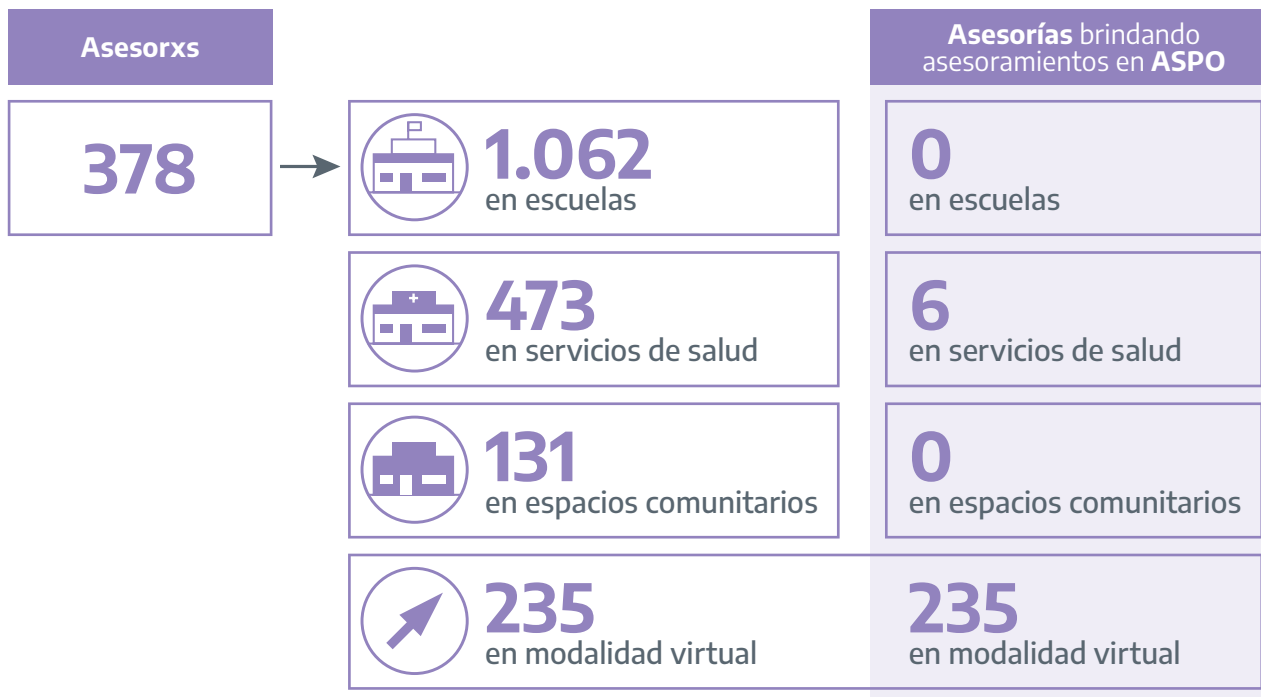 Asesorxs
Asesorías brindando
asesoramientos en ASPO
378
1.062
en escuelas
0
en escuelas
473
en servicios de salud
6
en servicios de salud
131
en espacios comunitarios
0
en espacios comunitarios
235
en modalidad virtual
235
en modalidad virtual